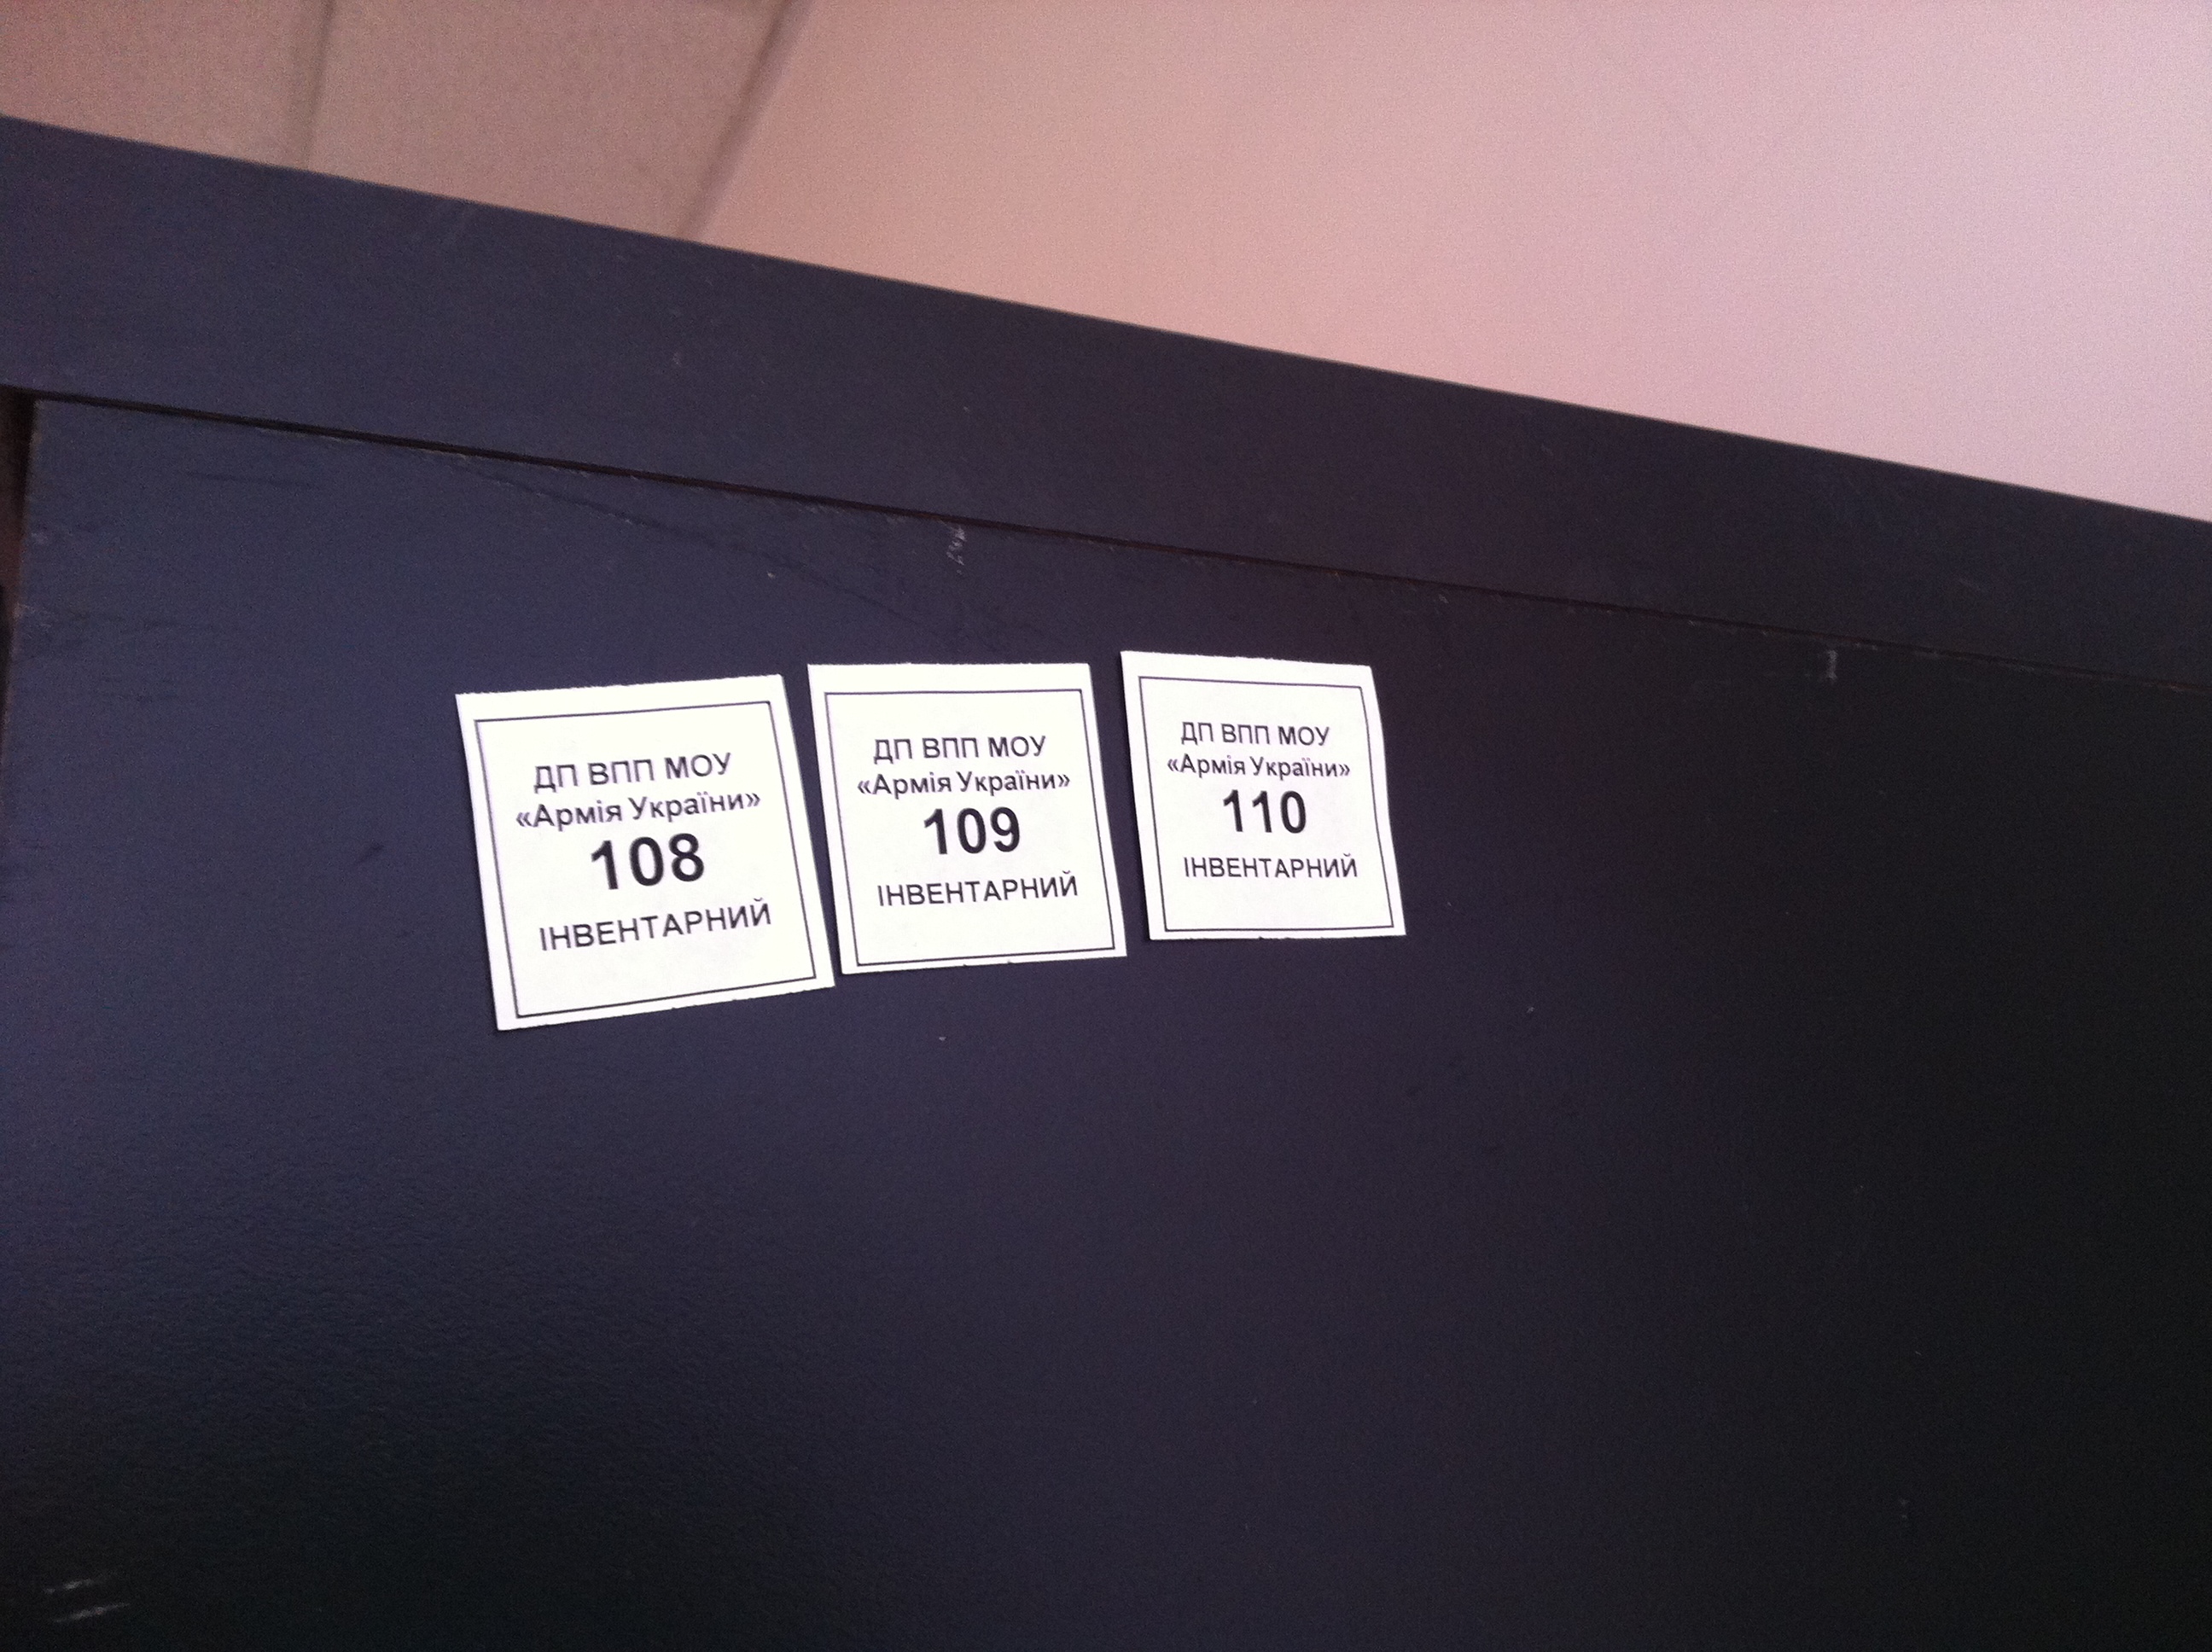 ДП ВПП МОУ
«Армія України»
108
ІНВЕНТАРНИЙ
ДП ВПП МОУ
«Армія України»
109
ІНВЕНТАРНИЙ
ДП ВПП МОУ
«Армія України»
110
ІНВЕНТАРНИЙ